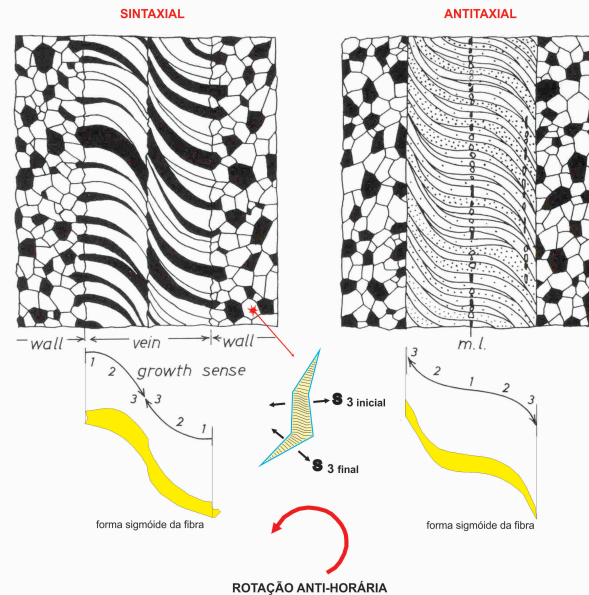 SINTAXIAL
ANTITAXIAL
wall
vein
wall
m.l.
growth sense
1
2
3
3
2
1
3
2
1
2
3
S 3 inicial
S 3 final
forma sigmóide da fibra
forma sigmóide da fibra
ROTAÇÃO ANTI-HORÁRIA